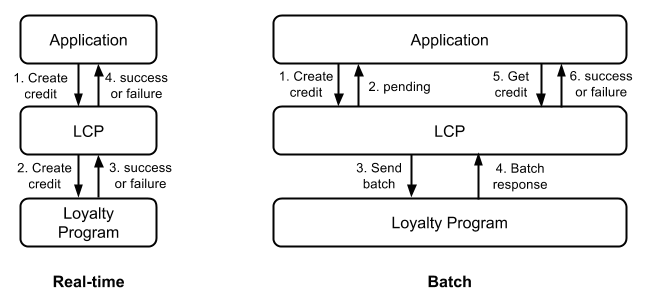 Application
1. Create
credit
4. success
or failure
LCP
2. Create
credit
3. success
or failure
Loyalty
Program
Real-time
Application
1. Create
credit
2. pending
5. Get
credit
6. success
or failure
LCP
3. Send
batch
4. Batch
response
Loyalty Program
Batch